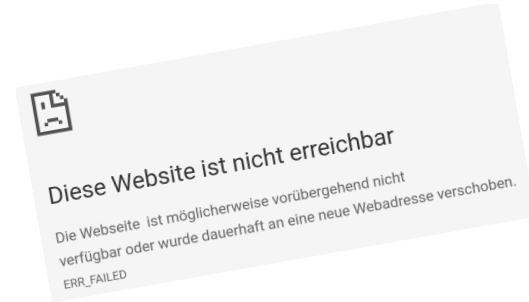 Diese Website ist nicht erreichbar
Die Webseite ist möglicherweise vorübergehend nicht
verfügbar oder wurde dauerhaft an eine neue Webadresse verschoben.
ERR_FAILED